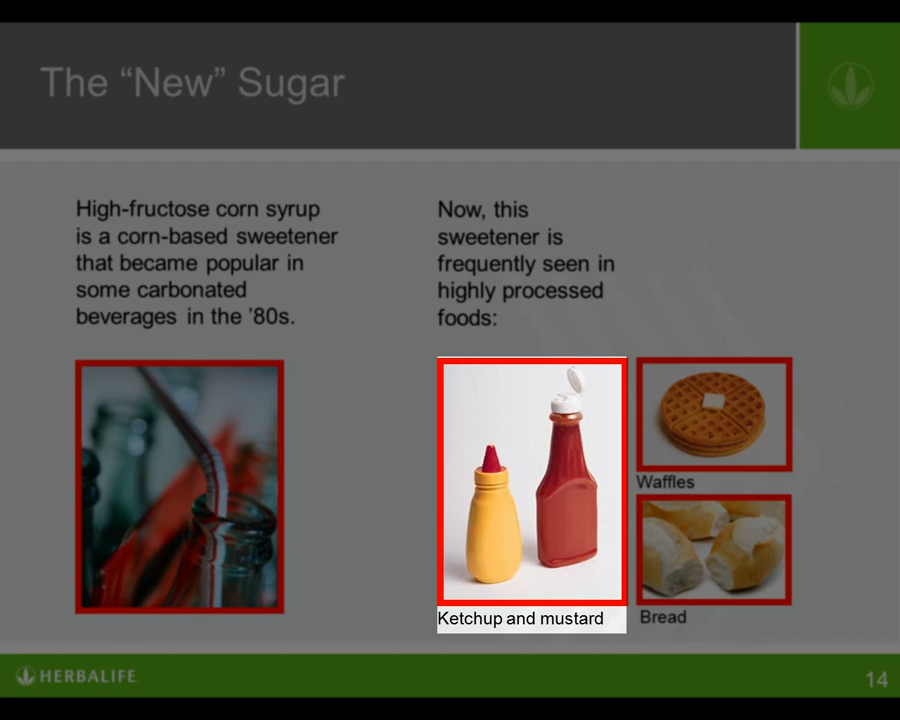 The “New” Sugar
High-fructose corn syrup
is a corn-based sweetener
that became popular in
some carbonated
beverages in the ’80s.
Now, this
sweetener is
frequently seen in
highly processed
foods:
Ketchup and mustard
Waffles
Bread
HERBALIFE
14